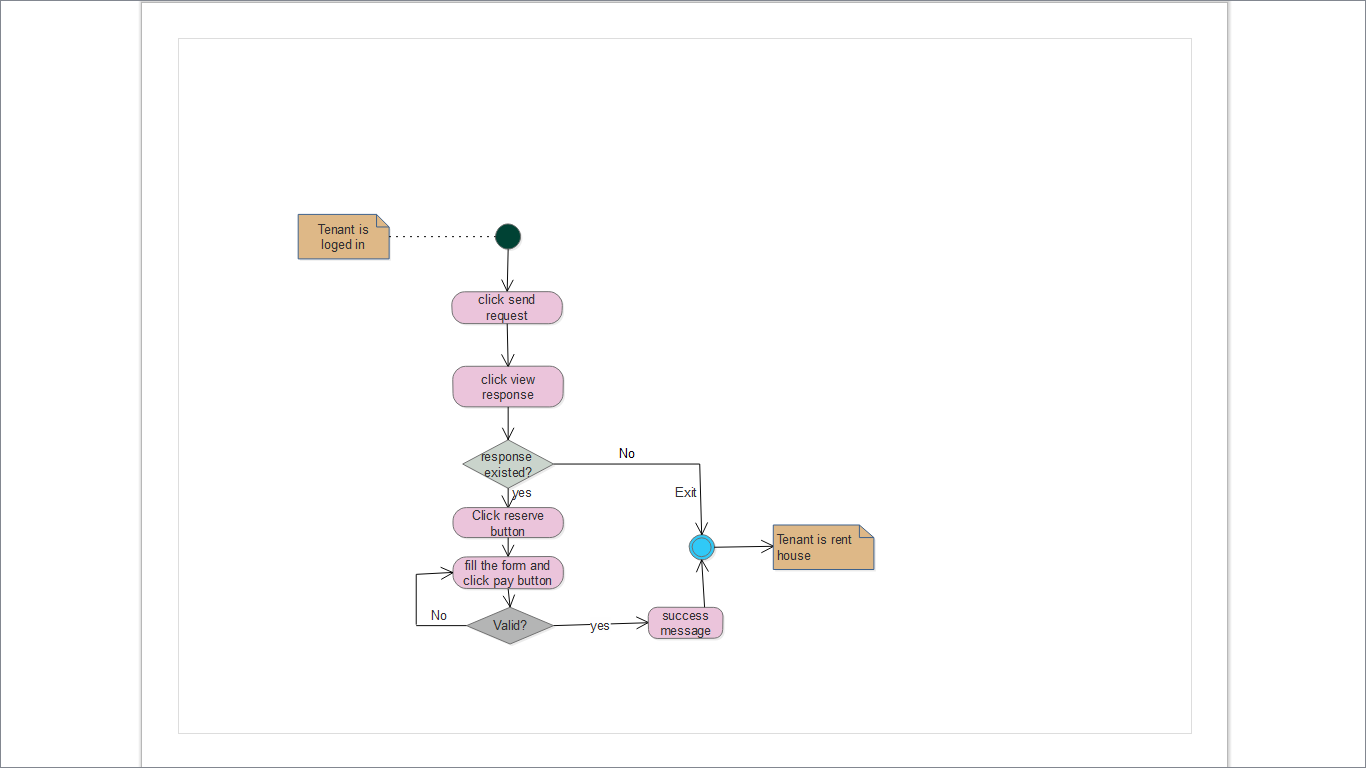 Tenant is
loged in
click send
request
click view
response
response
existed?
No
yes
Exit
Click reserve
button
Tenant is rent
house
fill the form and
click pay button
No
Valid?
yes
success
message